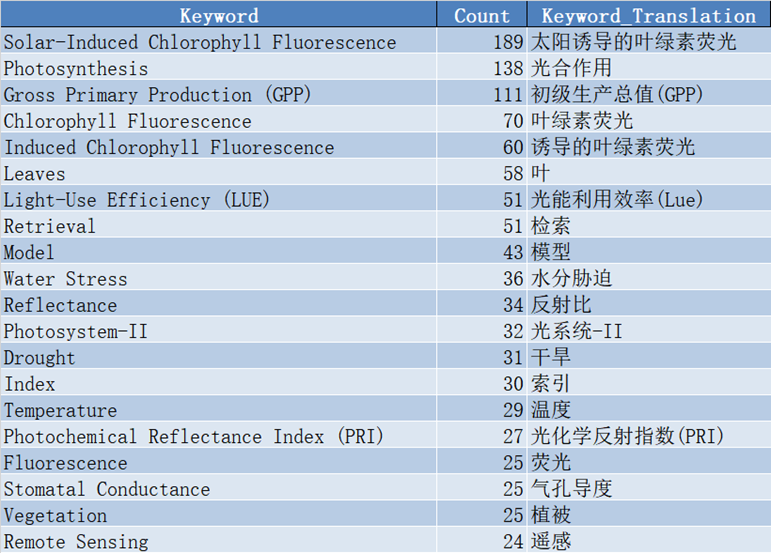 Keyword Count Keyword_Translation
Solar-Induced Chlorophyll Fluorescence 189 太阳诱导的叶绿素荧光
Photosynthesis 138 光合作用
Gross Primary Production (GPP) 111 初级生产总值(GPP)
Chlorophyll Fluorescence 70 叶绿素荧光
Induced Chlorophyll Fluorescence 60 诱导的叶绿素荧光
Leaves 58 叶
Light-Use Efficiency (LUE) 51 光能利用效率(Lue)
Retrieval 51 检索
Model 43 模型
Water Stress 36 水分胁迫
Reflectance 34 反射比
Photosystem-II 32 光系统-II
Drought 31 干旱
Index 30 索引
Temperature 29 温度
Photochemical Reflectance Index (PRI) 27 光化学反射指数(PRI)
Fluorescence 25 荧光
Stomatal Conductance 25 气孔导度
Vegetation 25 植被
Remote Sensing 24 遥感